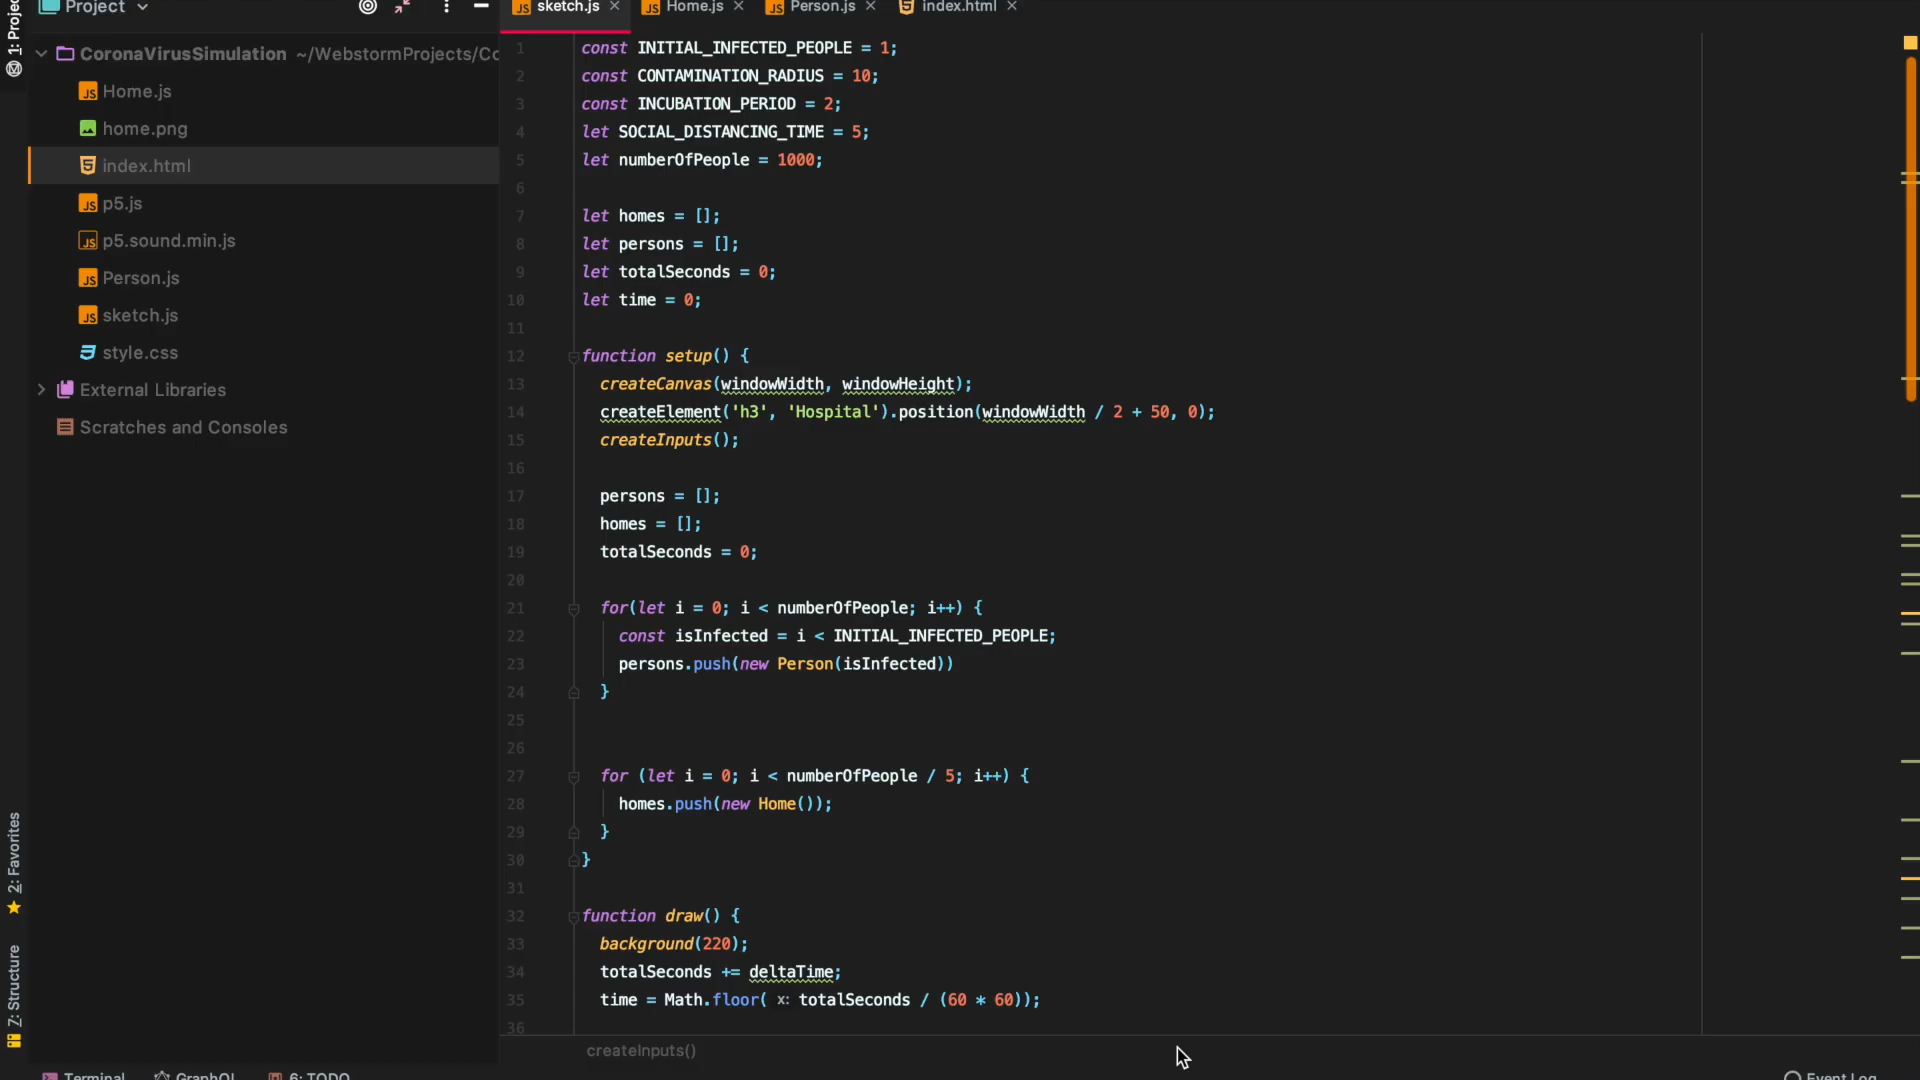 Project
sketch.js
Home.js
Person.js
index.html
CoronaVirusSimulation ~/WebstormProjects/Co
Home.js
home.png
index.html
p5.js
p5.sound.min.js
Person.js
sketch.js
style.css
External Libraries
Scratches and Consoles
1: Project
2: Favorites
Z: Structure
1 const INITIAL_INFECTED_PEOPLE = 1;
2 const CONTAMINATION_RADIUS = 10;
3 const INCUBATION_PERIOD = 2;
4 let SOCIAL_DISTANCING_TIME = 5;
5 let numberOfPeople = 1000;
6
7 let homes = [];
8 let persons = [];
9 let totalSeconds = 0;
10 let time = 0;
11
12 function setup() {
13 createCanvas(windowWidth, windowHeight);
14 createElement('h3', 'Hospital').position(windowWidth / 2 + 50, 0);
15 createInputs();
16
17 persons = [];
18 homes = [];
19 totalSeconds = 0;
20
21 for(let i = 0; i < numberOfPeople; i++) {
22 const isInfected = i < INITIAL_INFECTED_PEOPLE;
23 persons.push(new Person(isInfected))
24 }
25
26
27 for (let i = 0; i < numberOfPeople / 5; i++) {
28 homes.push(new Home());
29 }
30 }
31
32 function draw() {
33 background(220);
34 totalSeconds += deltaTime;
35 time = Math.floor( x: totalSeconds / (60 * 60));
36
createInputs()
Terminal
GraphQL
6: TODO
Event Log